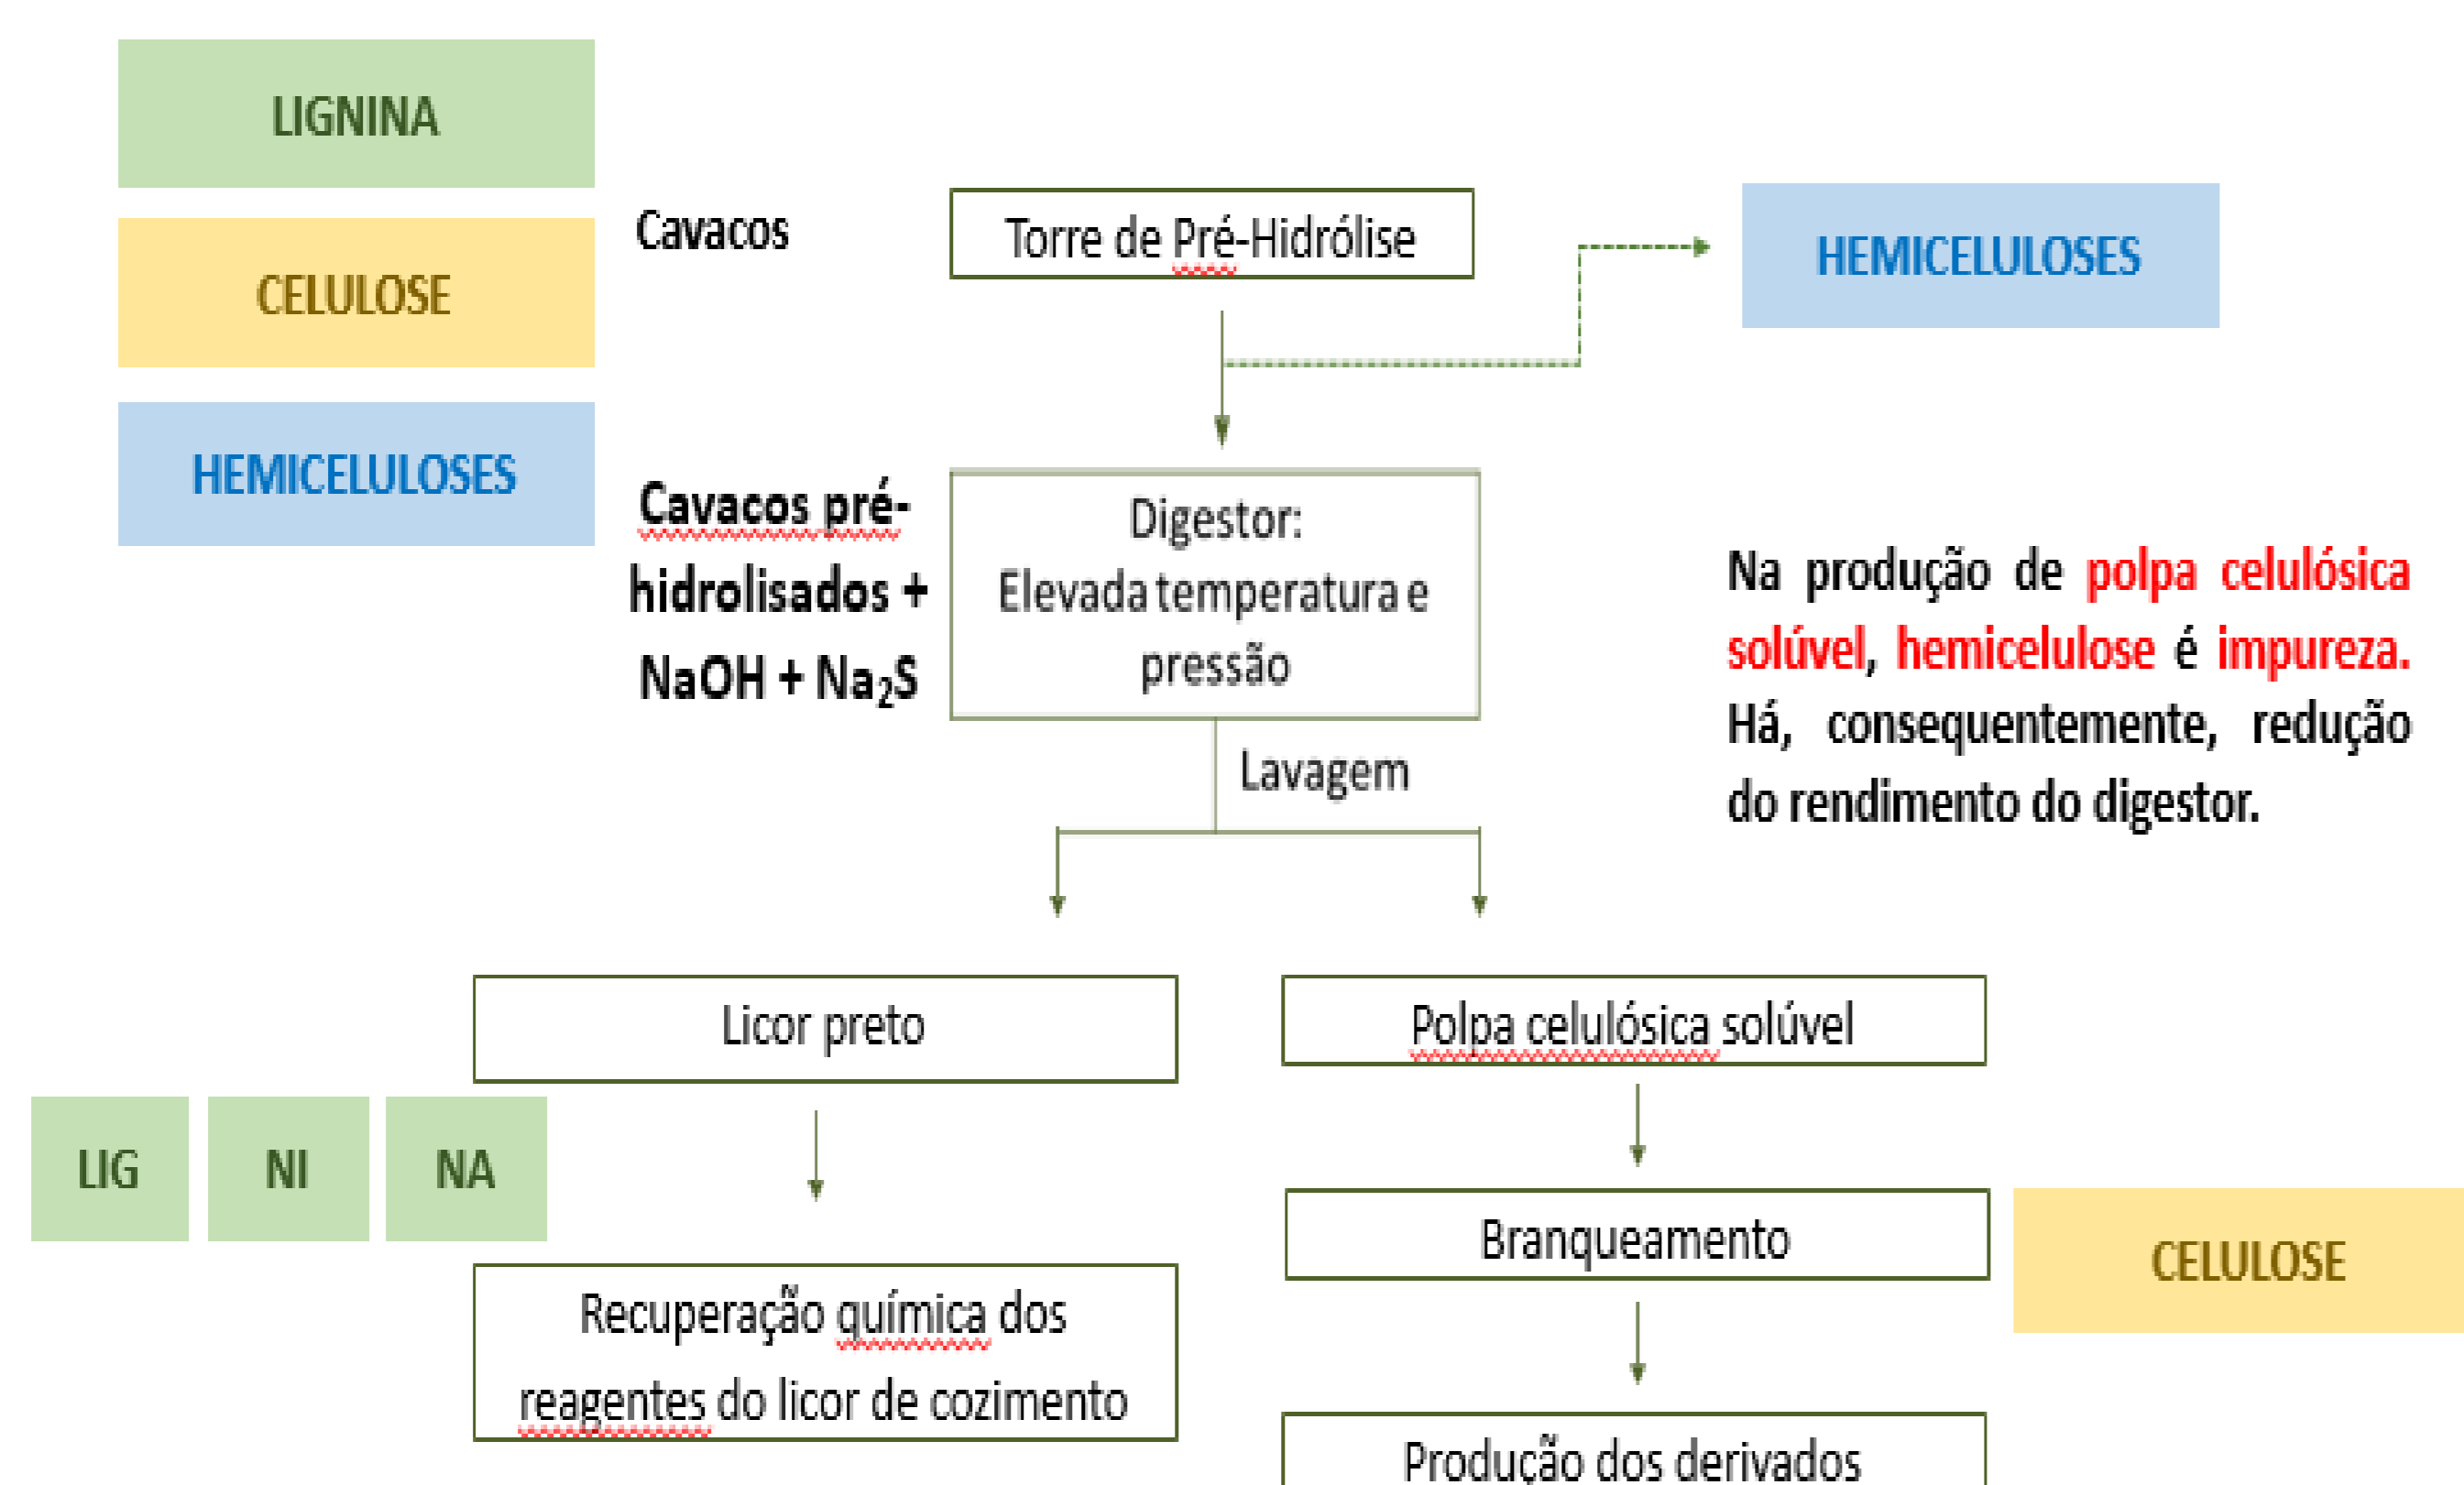 LIGNINA
CELULOSE
HEMICELULOSES
Cavacos
Torre de Pré-Hidrólise
HEMICELULOSES
Cavacos pré-
hidrolisados +
NaOH + Na₂S
Digestor:
Elevada temperatura e
pressão
Na produção de polpa celulósica
solúvel, hemicelulose é impureza.
Há, consequentemente, redução
do rendimento do digestor.
Lavagem
Licor preto
Polpa celulósica solúvel
LIG NI NA
Branqueamento
CELULOSE
Recuperação química dos
reagentes do licor de cozimento
Produção dos derivados